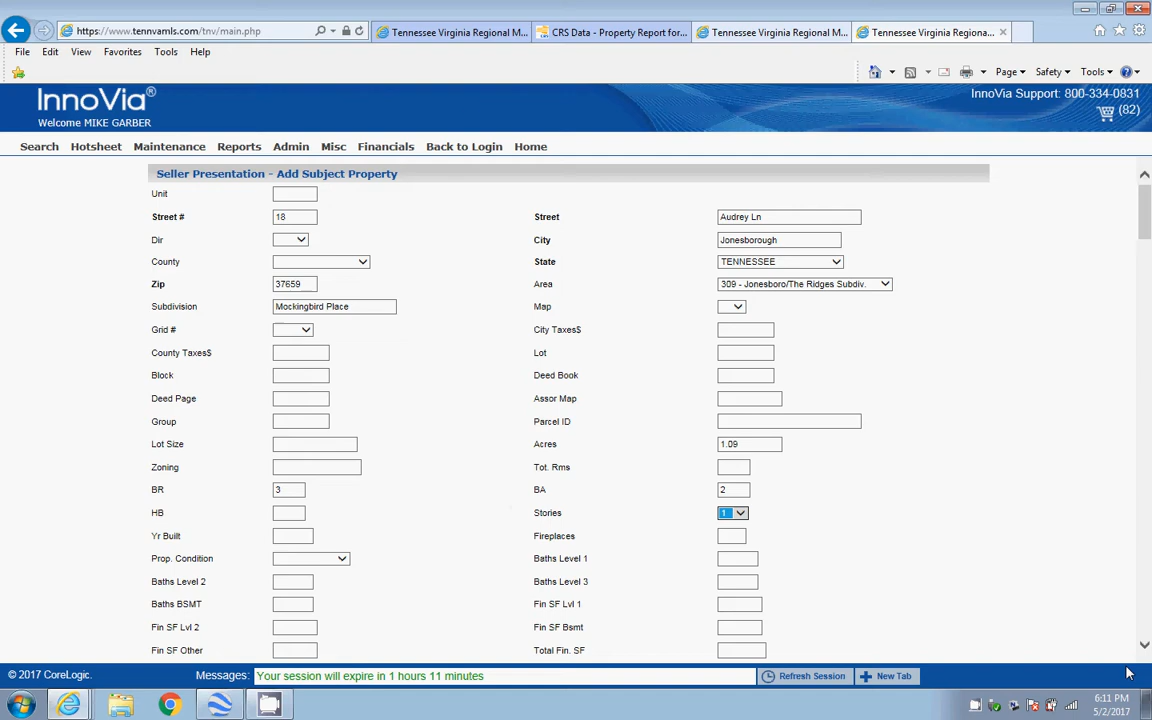 https://www.tennvamls.com/tnv/main.php
Tennessee Virginia Regional M...
CRS Data - Property Report for...
Tennessee Virginia Regional M...
Tennessee Virginia Regional...
File Edit View Favorites Tools Help
Page Safety Tools
InnoVia®
Welcome MIKE GARBER
InnoVia Support: 800-334-0831
(82)
Search Hotsheet Maintenance Reports Admin Misc Financials Back to Login Home
Seller Presentation - Add Subject Property
Unit
Street # 18 Street Audrey Ln
Dir City Jonesborough
County State TENNESSEE
Zip 37659 Area 309 - Jonesboro/The Ridges Subdiv.
Subdivision Mockingbird Place Map
Grid # City Taxes$
County Taxes$ Lot
Block Deed Book
Deed Page Assor Map
Group Parcel ID
Lot Size Acres 1.09
Zoning Tot. Rms
BR 3 BA 2
HB Stories 1
Yr Built Fireplaces
Prop. Condition Baths Level 1
Baths Level 2 Baths Level 3
Baths BSMT Fin SF Lvl 1
Fin SF Lvl 2 Fin SF Bsmt
Fin SF Other Total Fin. SF
© 2017 CoreLogic. Messages: Your session will expire in 1 hours 11 minutes Refresh Session New Tab
6:11 PM
5/2/2017